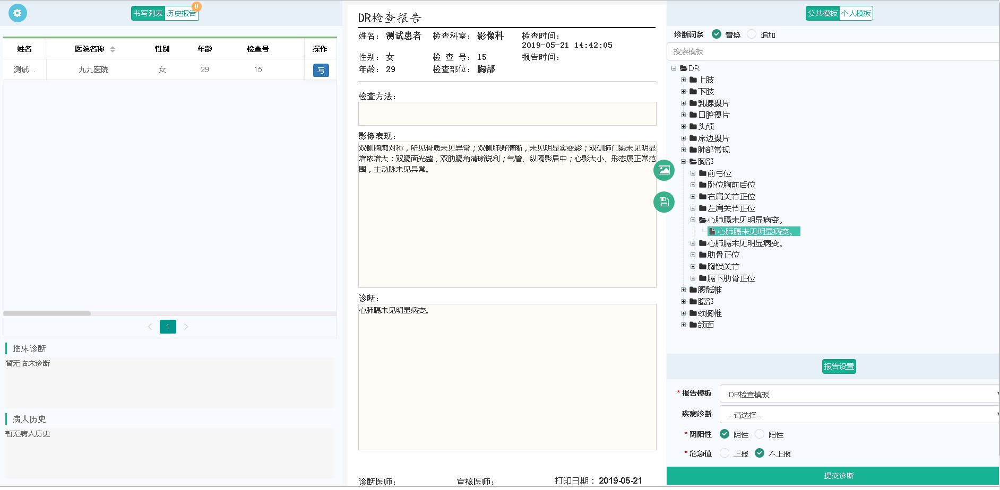 书写列表 历史报告 0
姓名 医院名称 性别 年龄 检查号 操作
测试... 九九医院 女 29 15 写
1
临床诊断
暂无临床诊断
病人历史
暂无病人历史
DR检查报告
姓名： 测试患者 检查科室： 影像科 检查时间：
2019-05-21 14:42:05
性别： 女 检 查 号： 15 报告时间：
年龄： 29 检查部位： 胸部
检查方法：
影像表现：
双侧胸廓对称，所见骨质未见异常；双侧肺野清晰，未见明显实变影；双侧肺门影未见明显
增浓增大；双膈面光整，双肋膈角清晰锐利；气管、纵隔影居中；心影大小、形态属正常范
围，主动脉未见异常。
诊断：
心肺膈未见明显病变。
诊断医师： 审核医师： 打印日期： 2019-05-21
公共模板 个人模板
诊断词条 替换 追加
搜索模板
DR
上肢
下肢
乳腺摄片
口腔摄片
头颅
床边摄片
肺部常规
胸部
前弓位
卧位胸前后位
右肩关节正位
左肩关节正位
心肺膈未见明显病变。
心肺膈未见明显病变。
心肺膈未见明显病变。
肋骨正位
胸锁关节
膈下肋骨正位
腰骶椎
腹部
颈胸椎
颌面
报告设置
*报告模板 DR检查模板
疾病诊断 --请选择--
*阴阳性 阴性 阳性
*危急值 上报 不上报
提交诊断